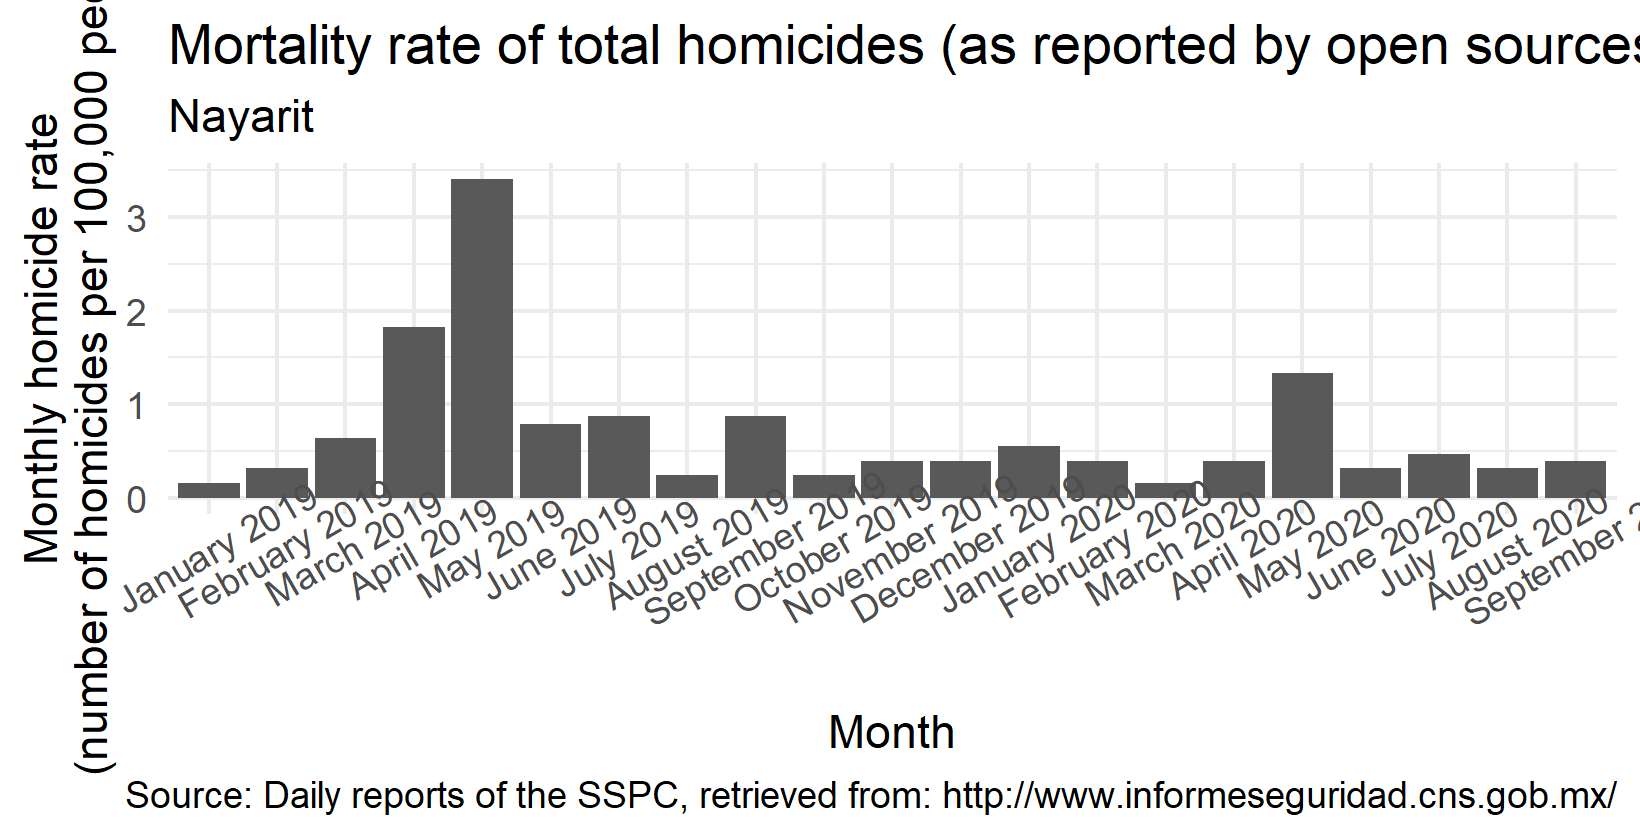 Mortality rate of total homicides (as reported by open sources
Nayarit
Monthly homicide rate
(number of homicides per 100,000
3
2
1
0
January 2019
February 2019
March 2019
April 2019
May 2019
June 2019
July 2019
August 2019
September 2019
October 2019
November 2019
December 2019
January 2020
February 2020
March 2020
April 2020
May 2020
June 2020
July 2020
August 2020
September
Month
Source: Daily reports of the SSPC, retrieved from: http://www.informeseguridad.cns.gob.mx/